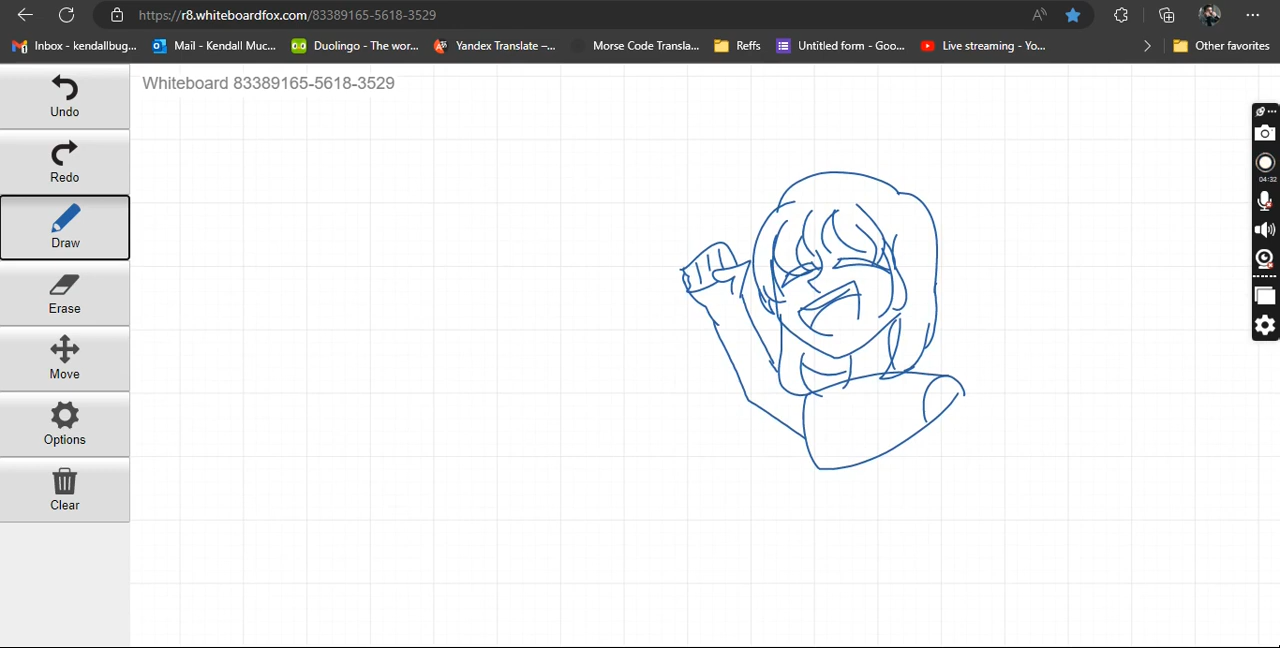 https://r8.whiteboardfox.com/83389165-5618-3529
Inbox - kendallbug...
Mail - Kendall Muc...
Duolingo - The wor...
Yandex Translate –...
Morse Code Transla...
Reffs
Untitled form - Goo...
Live streaming - Yo...
Other favorites
Whiteboard 83389165-5618-3529
Undo
Redo
Draw
Erase
Move
Options
Clear
04:32